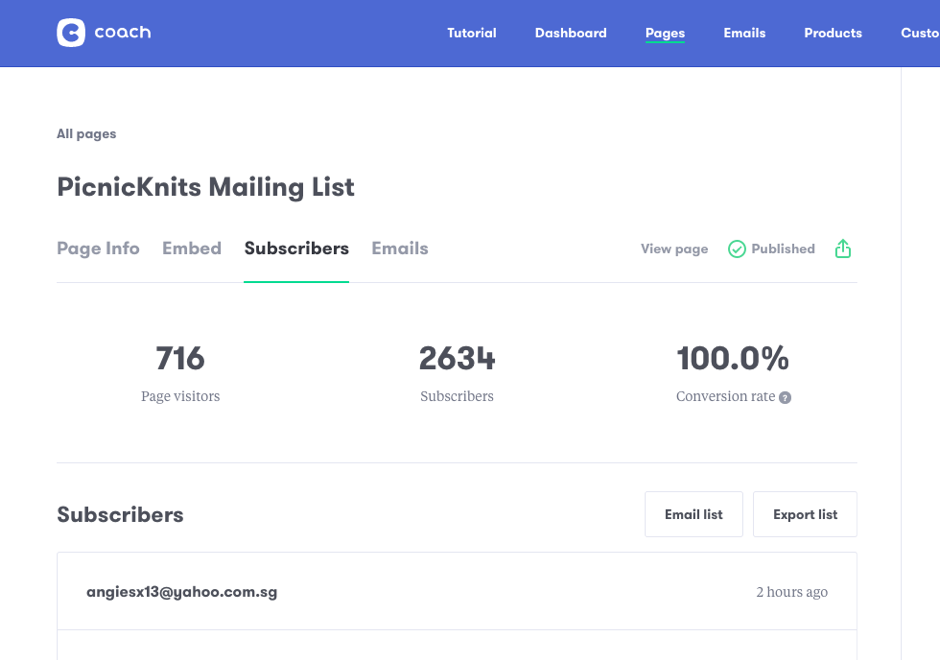 coach
Tutorial Dashboard Pages Emails Products Custo
All pages
PicnicKnits Mailing List
Page Info Embed Subscribers Emails View page Published
716 2634 100.0%
Page visitors Subscribers Conversion rate ?
Subscribers Email list Export list
angiesx13@yahoo.com.sg 2 hours ago